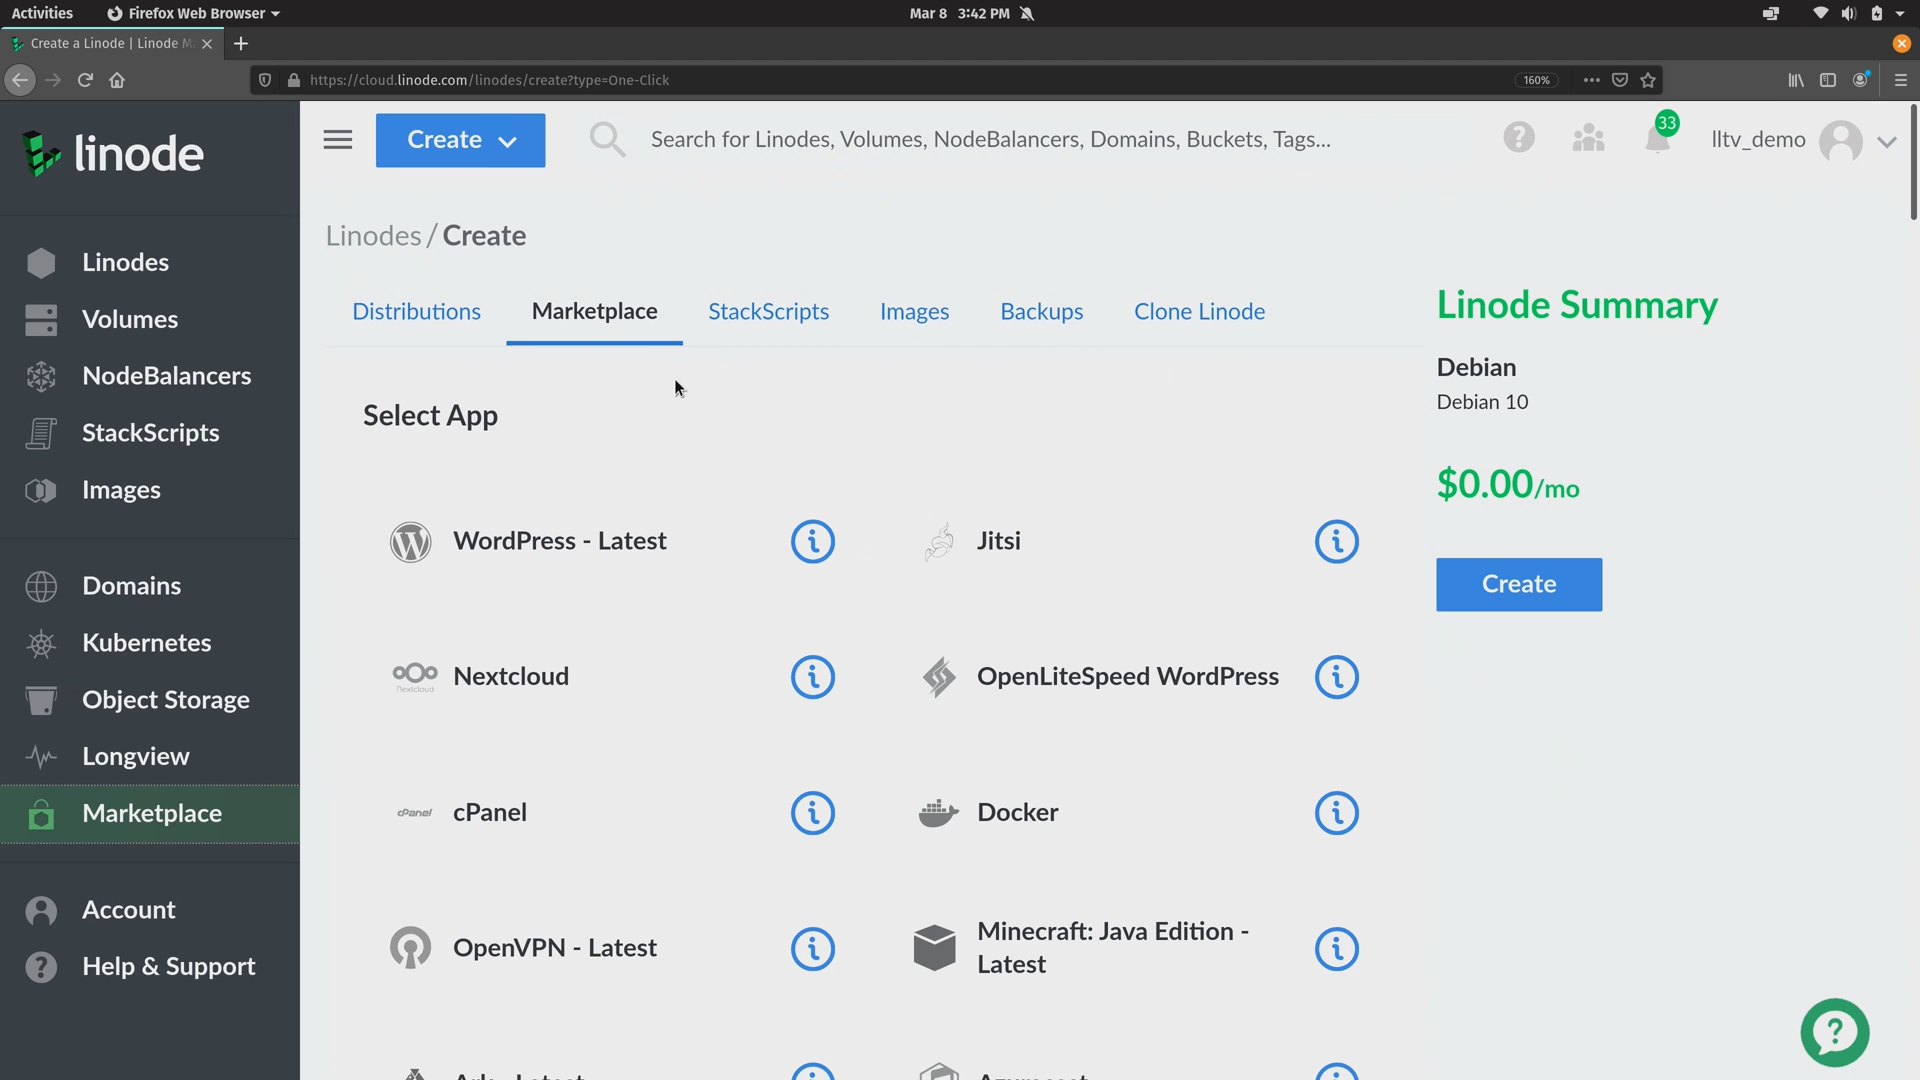 Activities
Firefox Web Browser
Mar 8 3:42 PM
Create a Linode | Linode M
https://cloud.linode.com/linodes/create?type=One-Click
160%
linode
Create
Search for Linodes, Volumes, NodeBalancers, Domains, Buckets, Tags...
33
lltv_demo
Linodes
Volumes
NodeBalancers
StackScripts
Images
Domains
Kubernetes
Object Storage
Longview
Marketplace
Account
Help & Support
Linodes / Create
Distributions
Marketplace
StackScripts
Images
Backups
Clone Linode
Select App
WordPress - Latest
Jitsi
Nextcloud
Nextcloud
OpenLiteSpeed WordPress
cPanel
cPanel
Docker
OpenVPN - Latest
Minecraft: Java Edition -
Latest
Linode Summary
Debian
Debian 10
$0.00/mo
Create